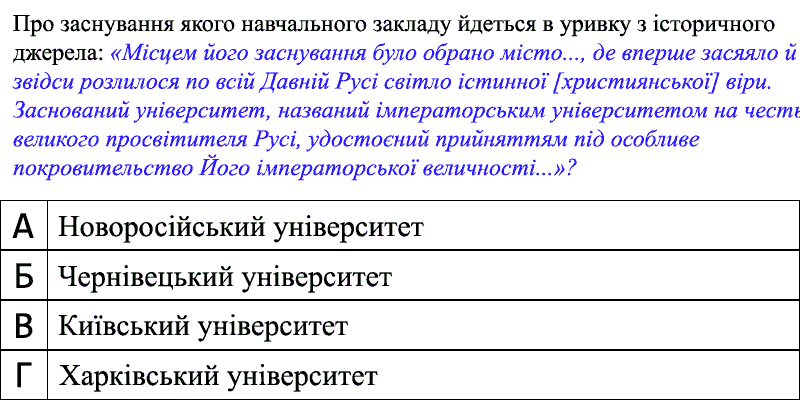 Про заснування якого навчального закладу йдеться в уривку з історичного
джерела: «Місцем його заснування було обрано місто..., де вперше засяяло й
звідси розлилося по всій Давній Русі світло істинної [християнської] віри.
Заснований університет, названий імператорським університетом на честь
великого просвітителя Русі, удостоєний прийняттям під особливе
покровительство Його імператорської величності...»?
А Новоросійський університет
Б Чернівецький університет
В Київський університет
Г Харківський університет